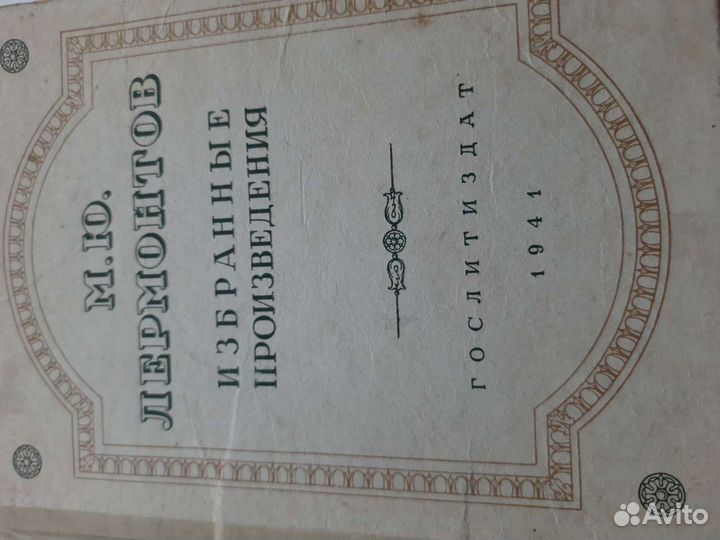 М.Ю.
ЛЕРМОНТОВ
ИЗБРАННЫЕ
ПРОИЗВЕДЕНИЯ
ГОСЛИТИЗДАТ
1941
Avito